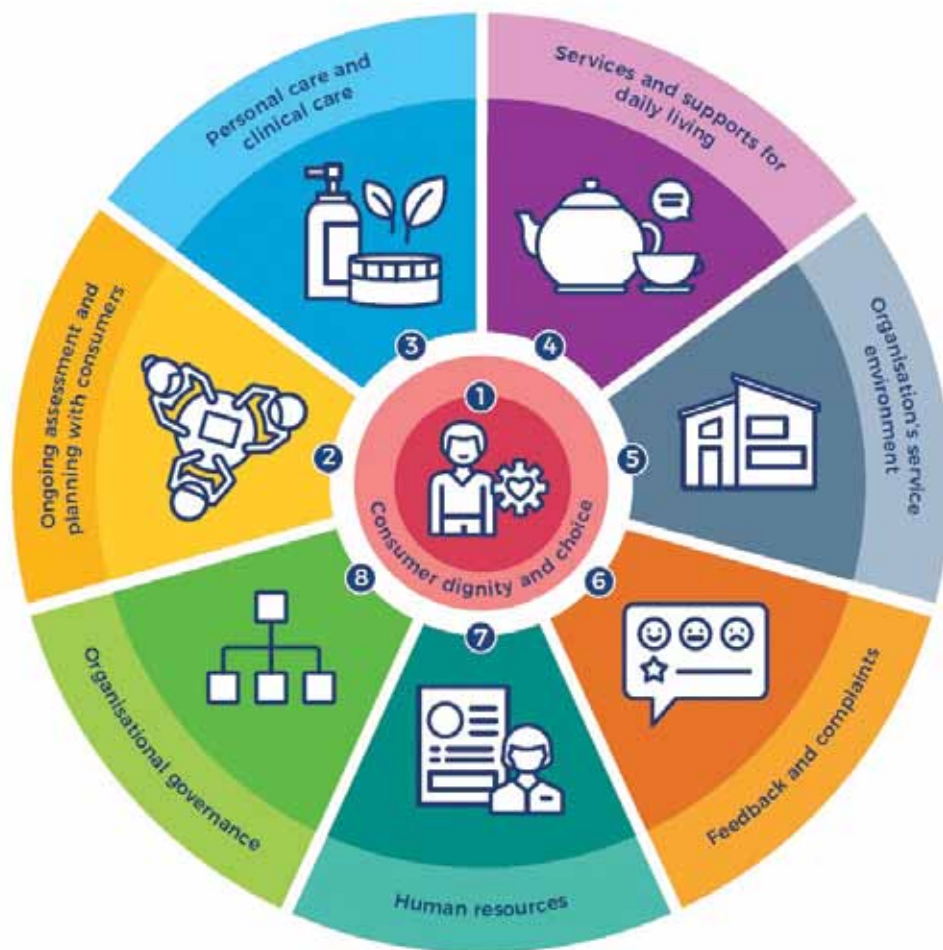 1
Consumer dignity and choice
2
Ongoing assessment and
planning with consumers
3
Personal care and
clinical care
4
Services and supports for
daily living
5
Organisation's service
environment
6
Feedback and complaints
7
Human resources
8
Organisational governance